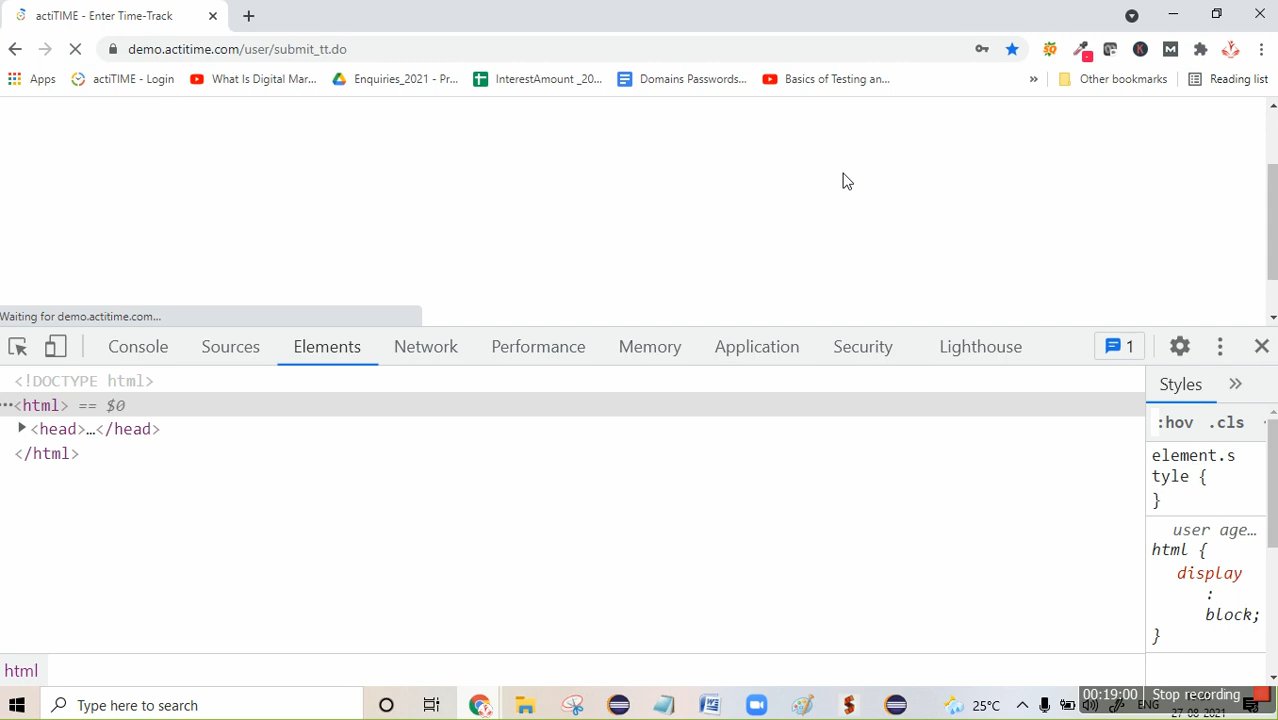 actiTIME - Enter Time-Track
demo.actitime.com/user/submit_tt.do
Apps actiTIME - Login What Is Digital Mar... Enquiries_2021 - Pr... InterestAmount _20... Domains Passwords... Basics of Testing an... » Other bookmarks Reading list
Waiting for demo.actitime.com...
Console Sources Elements Network Performance Memory Application Security Lighthouse 1
<!DOCTYPE html>
···<html> == $0
<head>…</head>
</html>
Styles »
:hov .cls
element.s
tyle {
}
user age…
html {
display
:
block;
}
html
Type here to search
25°C
00:19:00 Stop recording
ENG
27-08-2021